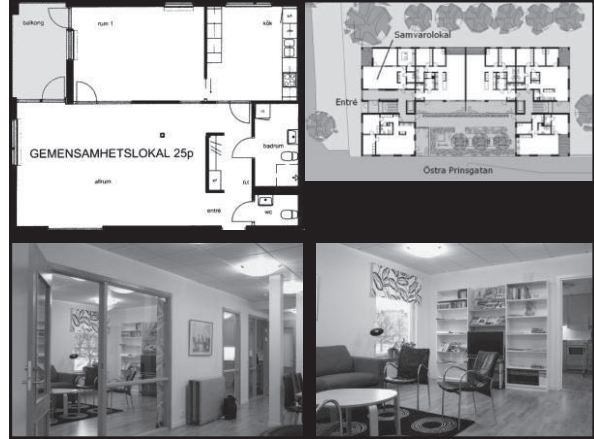 balkong
rum 1
kök
GEMENSAMHETSLOKAL 25p
allrum
badrum
entré
wc
Samvarolokal
Entré
Östra Prinsgatan